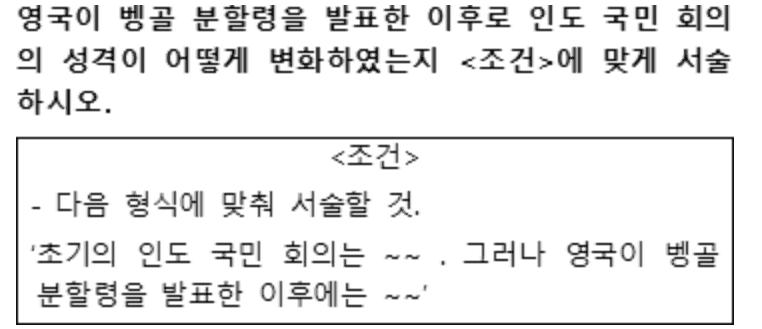 영국이 벵골 분할령을 발표한 이후로 인도 국민 회의
의 성격이 어떻게 변화하였는지 <조건>에 맞게 서술
하시오.
<조건>
- 다음 형식에 맞춰 서술할 것.
'초기의 인도 국민 회의는 ~~ . 그러나 영국이 벵골
분할령을 발표한 이후에는 ~~'